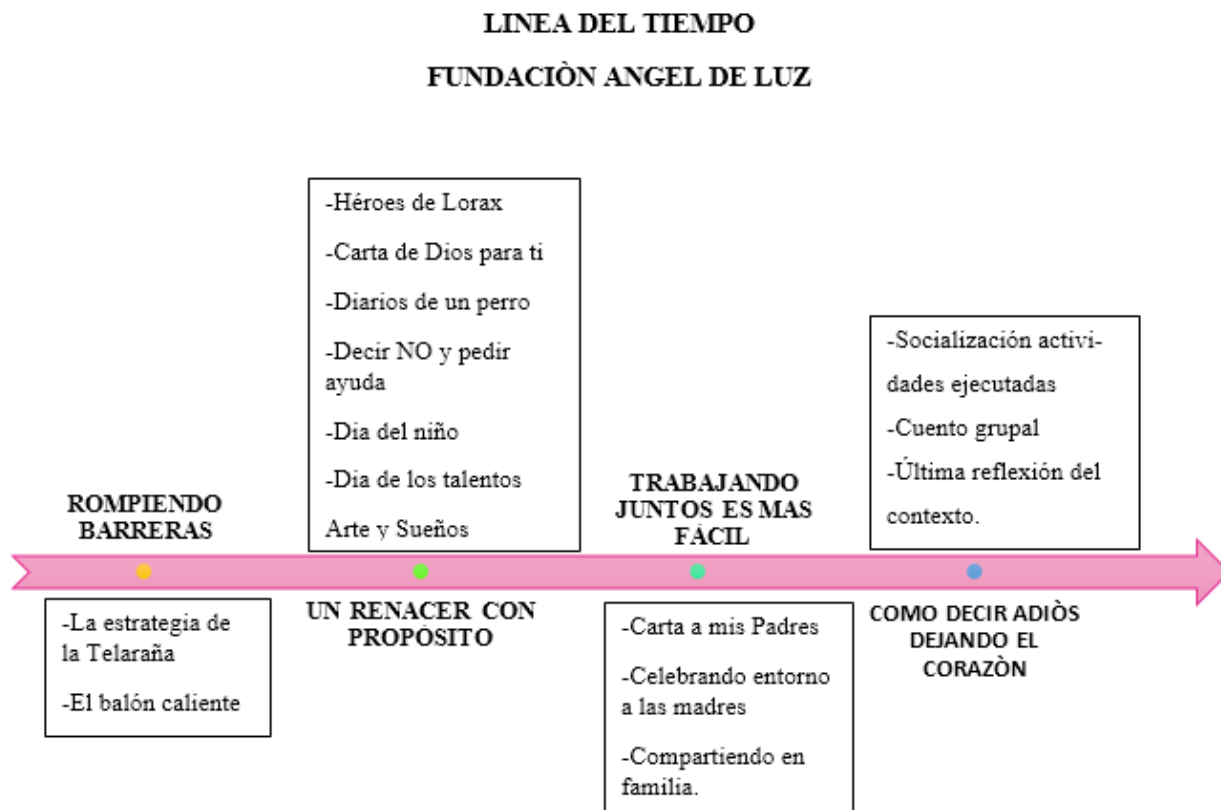 LINEA DEL TIEMPO
FUNDACIÒN ANGEL DE LUZ
ROMPIENDO
BARRERAS
-La estrategia de
la Telaraña
-El balón caliente
-Héroes de Lorax
-Carta de Dios para ti
-Diarios de un perro
-Decir NO y pedir
ayuda
-Dia del niño
-Dia de los talentos
Arte y Sueños
UN RENACER CON
PROPÓSITO
TRABAJANDO
JUNTOS ES MAS
FÁCIL
-Carta a mis Padres
-Celebrando entorno
a las madres
-Compartiendo en
familia.
-Socialización activi-
dades ejecutadas
-Cuento grupal
-Última reflexión del
contexto.
COMO DECIR ADIÒS
DEJANDO EL
CORAZÒN